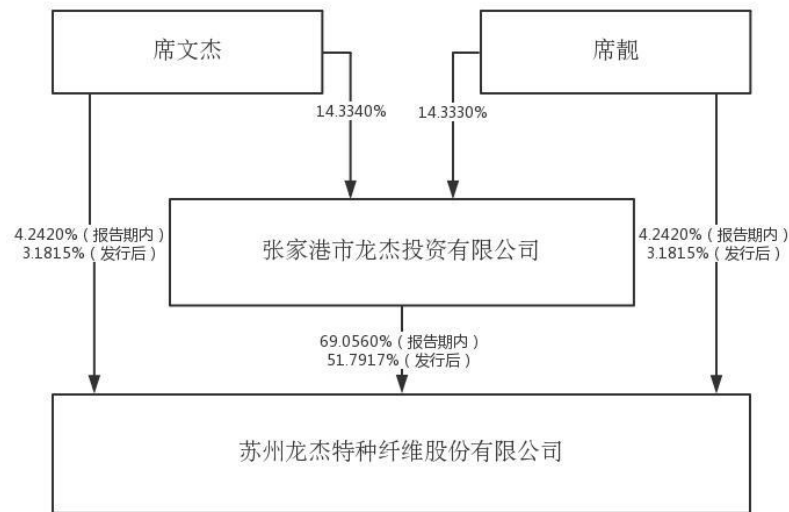 席文杰
席靓
14.3340%
14.3330%
张家港市龙杰投资有限公司
4.2420%（报告期内）
3.1815%（发行后）
4.2420%（报告期内）
3.1815%（发行后）
69.0560%（报告期内）
51.7917%（发行后）
苏州龙杰特种纤维股份有限公司